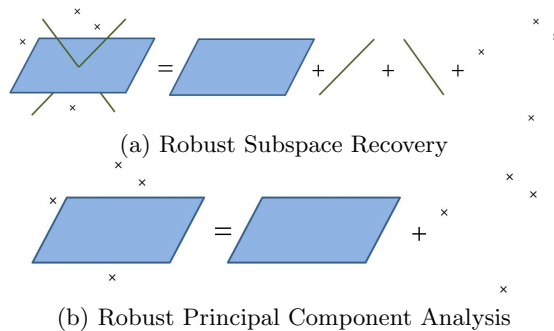 = + + +
(a) Robust Subspace Recovery
= +
(b) Robust Principal Component Analysis